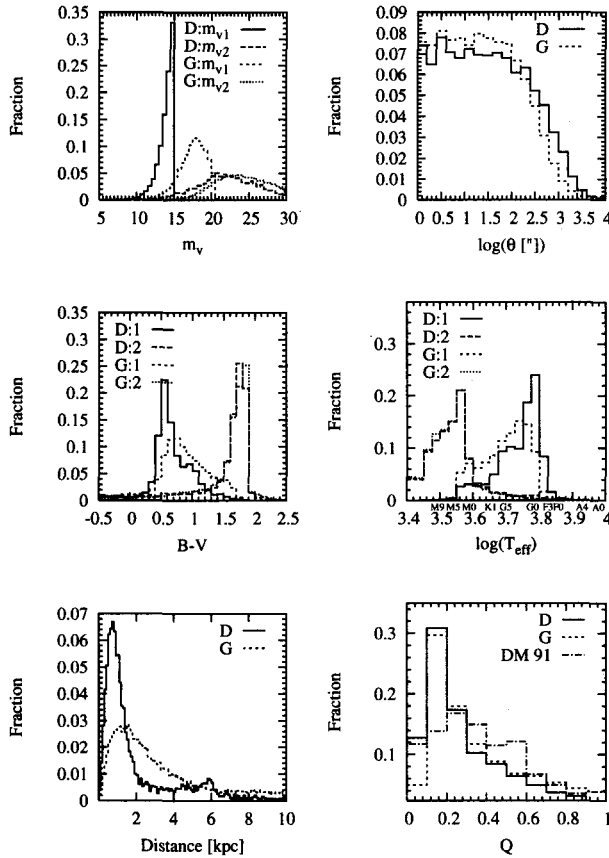 0.35
0.3
0.25
0.2
0.15
0.1
0.05
0
Fraction
5 10 15 20 25 30
m_v
D:m_v1
D:m_v2
G:m_v1
G:m_v2
0.09
0.08
0.07
0.06
0.05
0.04
0.03
0.02
0.01
0
Fraction
0 0.5 1 1.5 2 2.5 3 3.5 4
log(θ ["])
D
G
0.35
0.3
0.25
0.2
0.15
0.1
0.05
0
Fraction
-0.5 0 0.5 1 1.5 2 2.5
B-V
D:1
D:2
G:1
G:2
0.3
0.2
0.1
0
Fraction
M9 M5 M0 K1 G5 G0 F3F0 A4 A0
3.4 3.5 3.6 3.7 3.8 3.9 4
log(T_eff)
D:1
D:2
G:1
G:2
0.07
0.06
0.05
0.04
0.03
0.02
0.01
0
Fraction
2 4 6 8 10
Distance [kpc]
D
G
0.3
0.2
0.1
Fraction
0 0.2 0.4 0.6 0.8 1
Q
D
G
DM 91